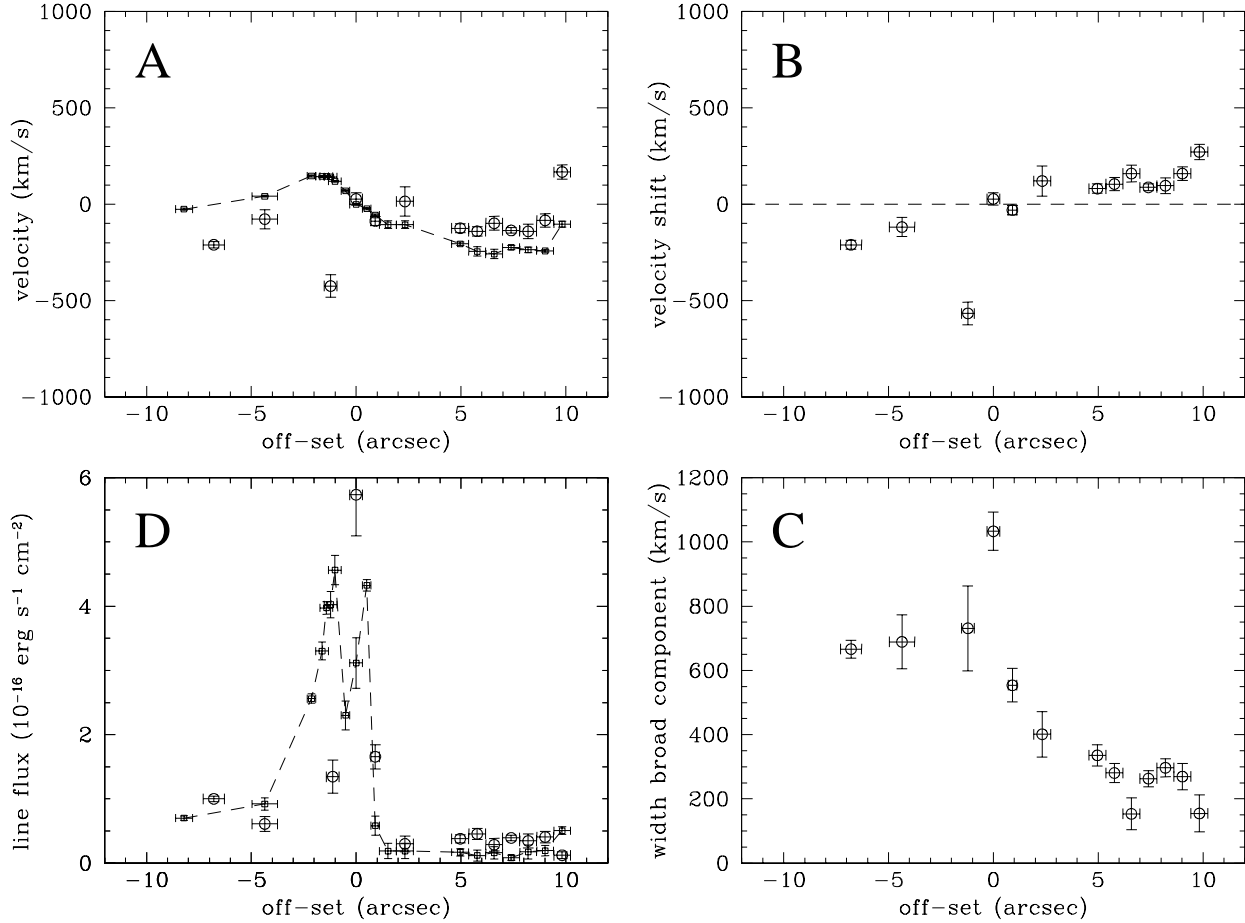 A
1000
500
0
−500
−1000
velocity (km/s)
−10 −5 0 5 10
off−set (arcsec)
B
1000
500
0
−500
−1000
velocity shift (km/s)
−10 −5 0 5 10
off−set (arcsec)
D
6
4
2
0
line flux (10⁻¹⁶ erg s⁻¹ cm⁻²)
−10 −5 0 5 10
off−set (arcsec)
C
1200
1000
800
600
400
200
0
width broad component (km/s)
−10 −5 0 5 10
off−set (arcsec)